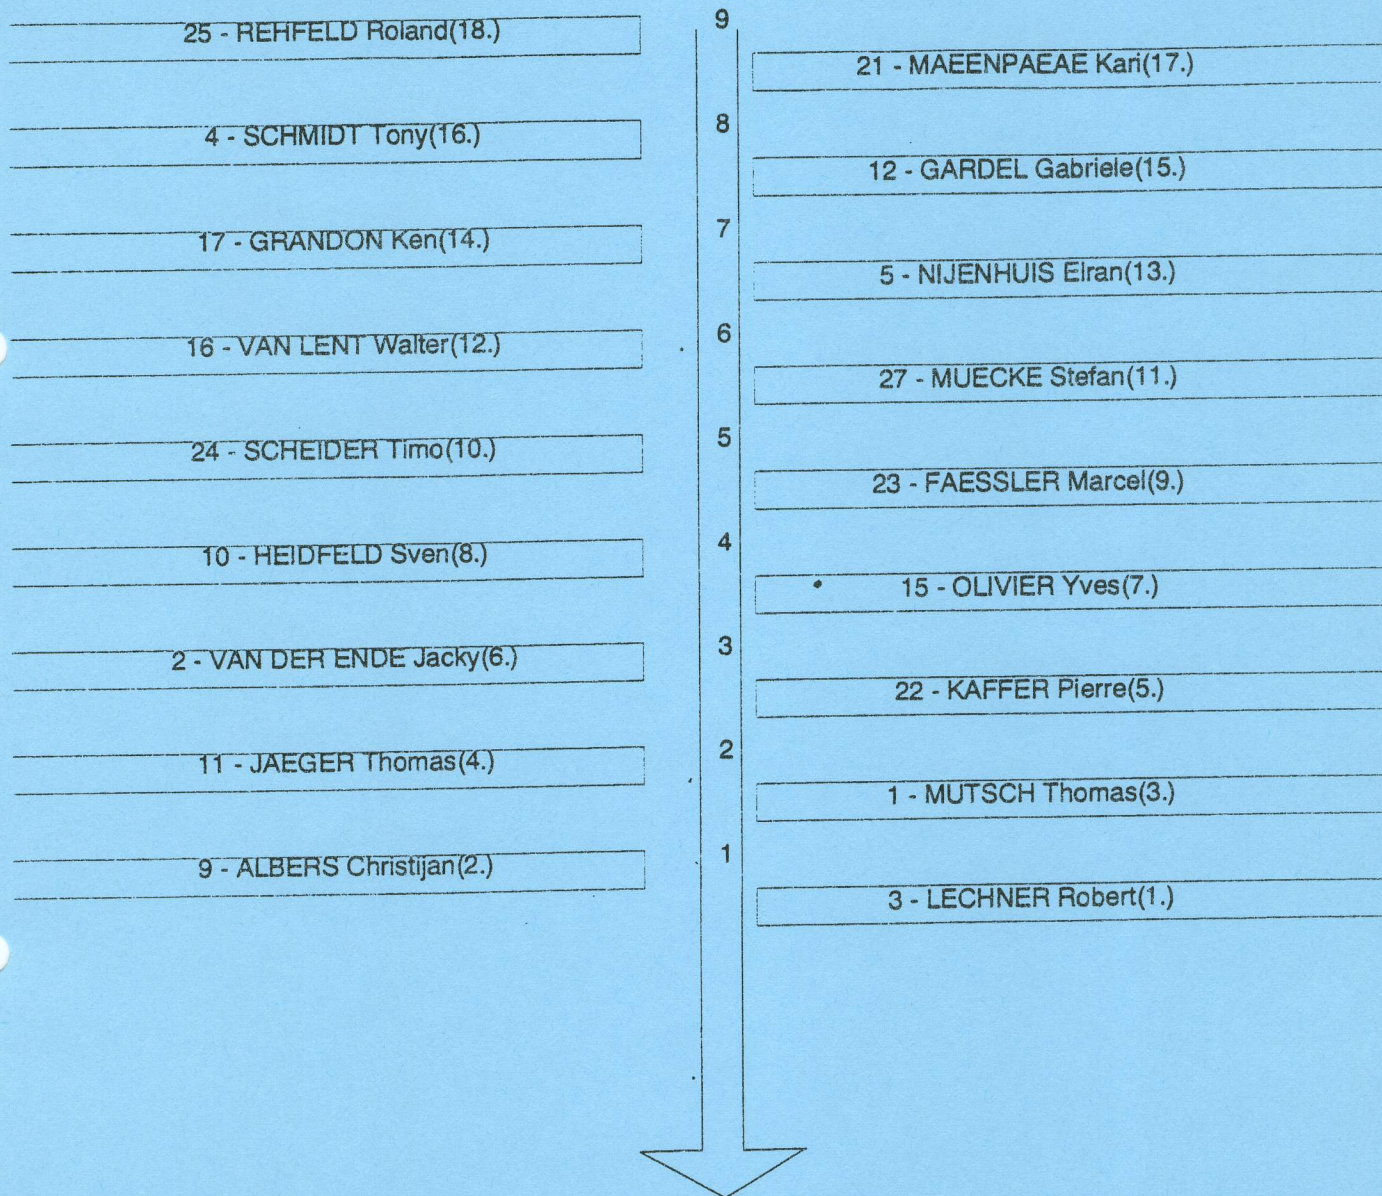 9
25 - REHFELD Roland(18.)
21 - MAEENPAEAE Kari(17.)
8
4 - SCHMIDT Tony(16.)
12 - GARDEL Gabriele(15.)
7
17 - GRANDON Ken(14.)
5 - NIJENHUIS Elran(13.)
6
16 - VAN LENT Walter(12.)
27 - MUECKE Stefan(11.)
5
24 - SCHEIDER Timo(10.)
23 - FAESSLER Marcel(9.)
4
10 - HEIDFELD Sven(8.)
15 - OLIVIER Yves(7.)
3
2 - VAN DER ENDE Jacky(6.)
22 - KAFFER Pierre(5.)
2
11 - JAEGER Thomas(4.)
1 - MUTSCH Thomas(3.)
1
9 - ALBERS Christijan(2.)
3 - LECHNER Robert(1.)